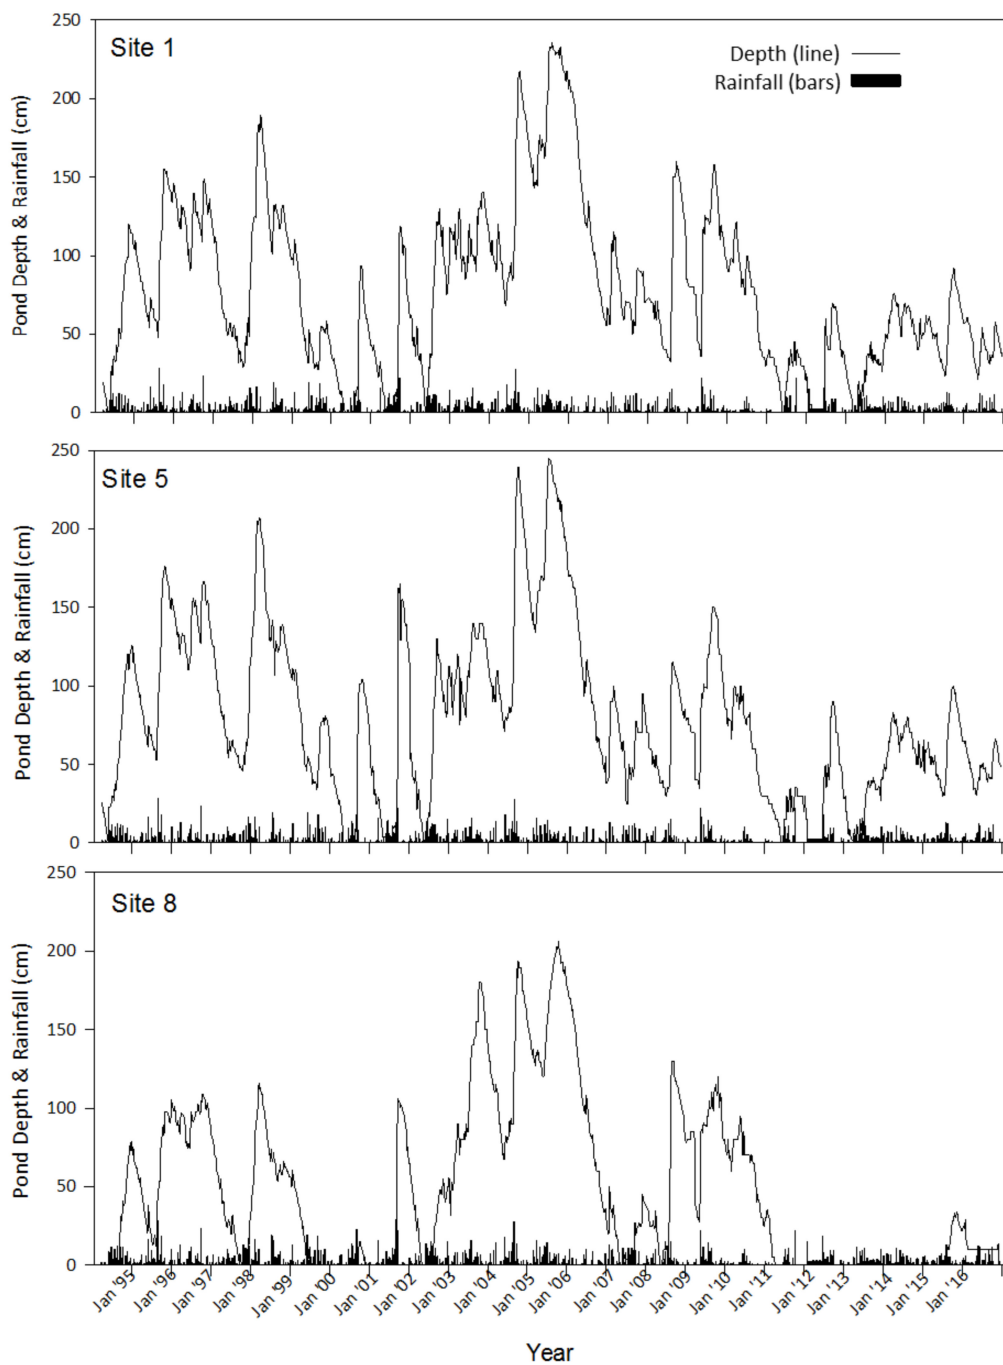 Site 1
Depth (line)
Rainfall (bars)
Pond Depth & Rainfall (cm)
250
200
150
100
50
0
Site 5
Pond Depth & Rainfall (cm)
250
200
150
100
50
0
Site 8
Pond Depth & Rainfall (cm)
250
200
150
100
50
0
Jan '95 Jan '96 Jan '97 Jan '98 Jan '99 Jan '00 Jan '01 Jan '02 Jan '03 Jan '04 Jan '05 Jan '06 Jan '07 Jan '08 Jan '09 Jan '10 Jan '11 Jan '12 Jan '13 Jan '14 Jan '15 Jan '16
Year